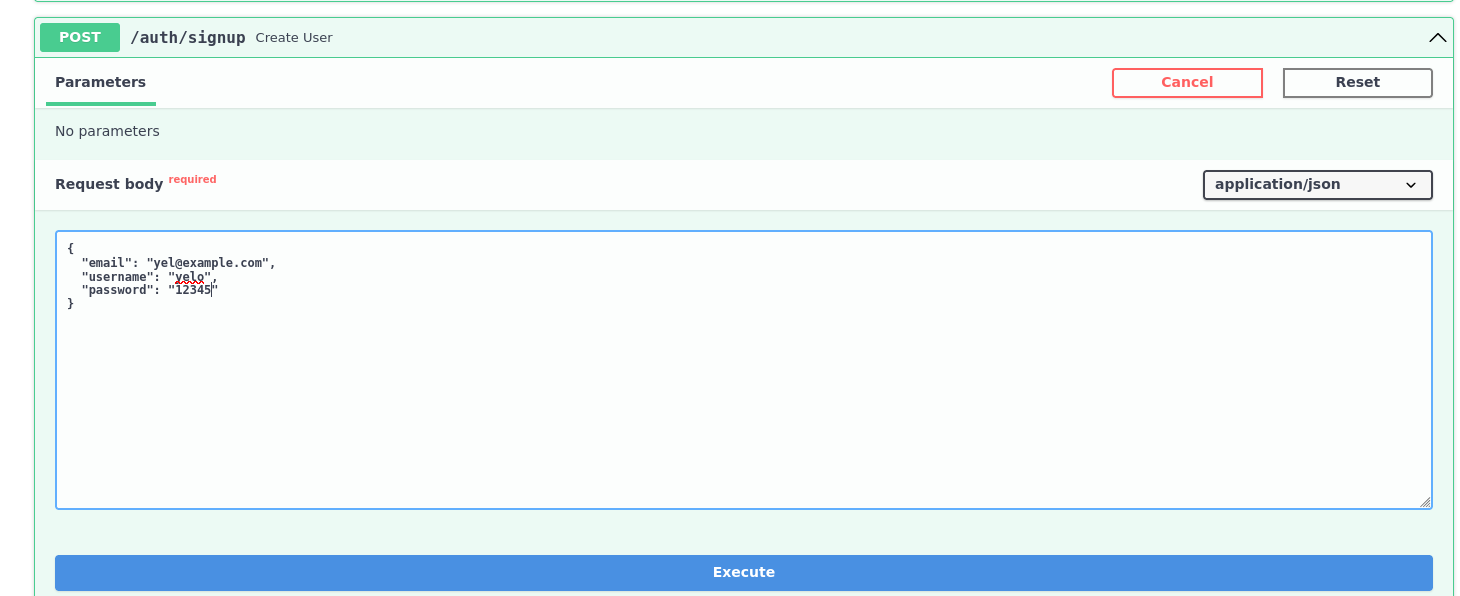 POST /auth/signup Create User
Parameters Cancel Reset
No parameters
Request body required application/json
{
  "email": "yel@example.com",
  "username": "yelo",
  "password": "12345"
}
Execute